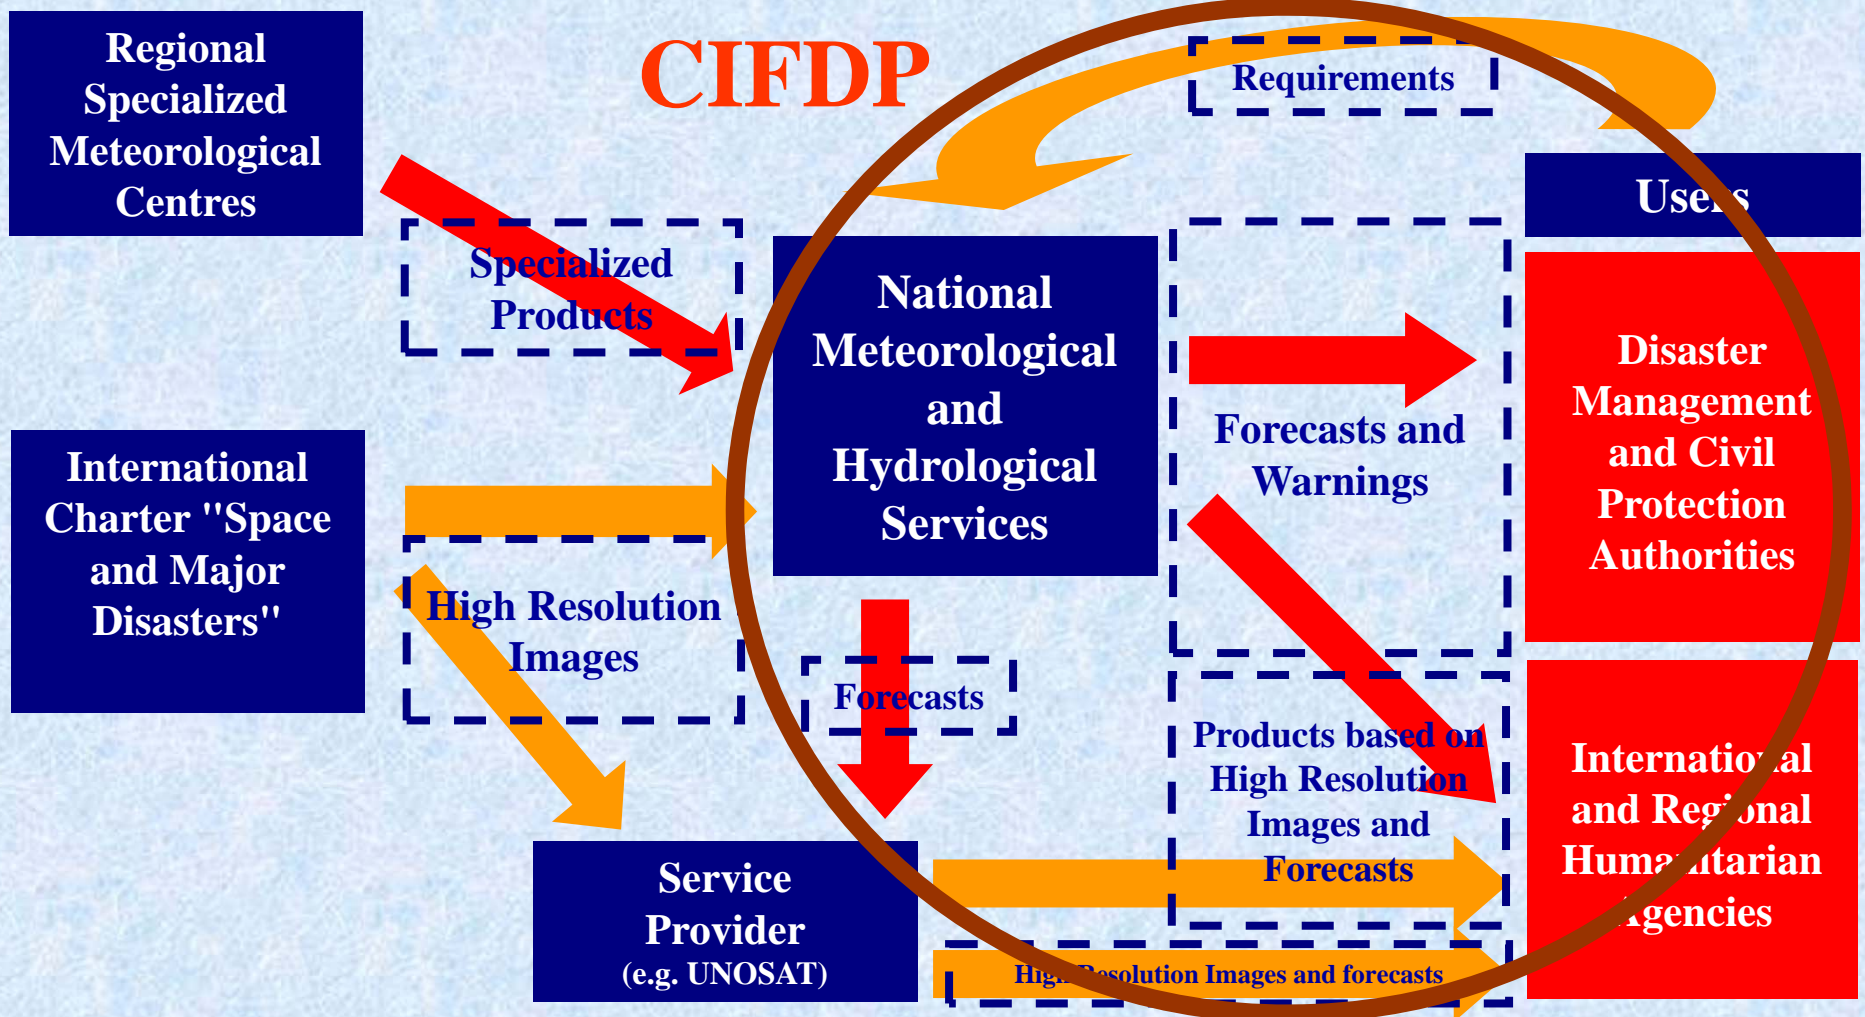 Regional
Specialized
Meteorological
Centres
CIFDP
Requirements
Users
Specialized
Products
National
Meteorological
and
Hydrological
Services
Forecasts and
Warnings
Disaster
Management
and Civil
Protection
Authorities
International
Charter "Space
and Major
Disasters"
High Resolution
Images
Forecasts
Products based on
High Resolution
Images and
Forecasts
International
and Regional
Humanitarian
Agencies
Service
Provider
(e.g. UNOSAT)
High Resolution Images and forecasts